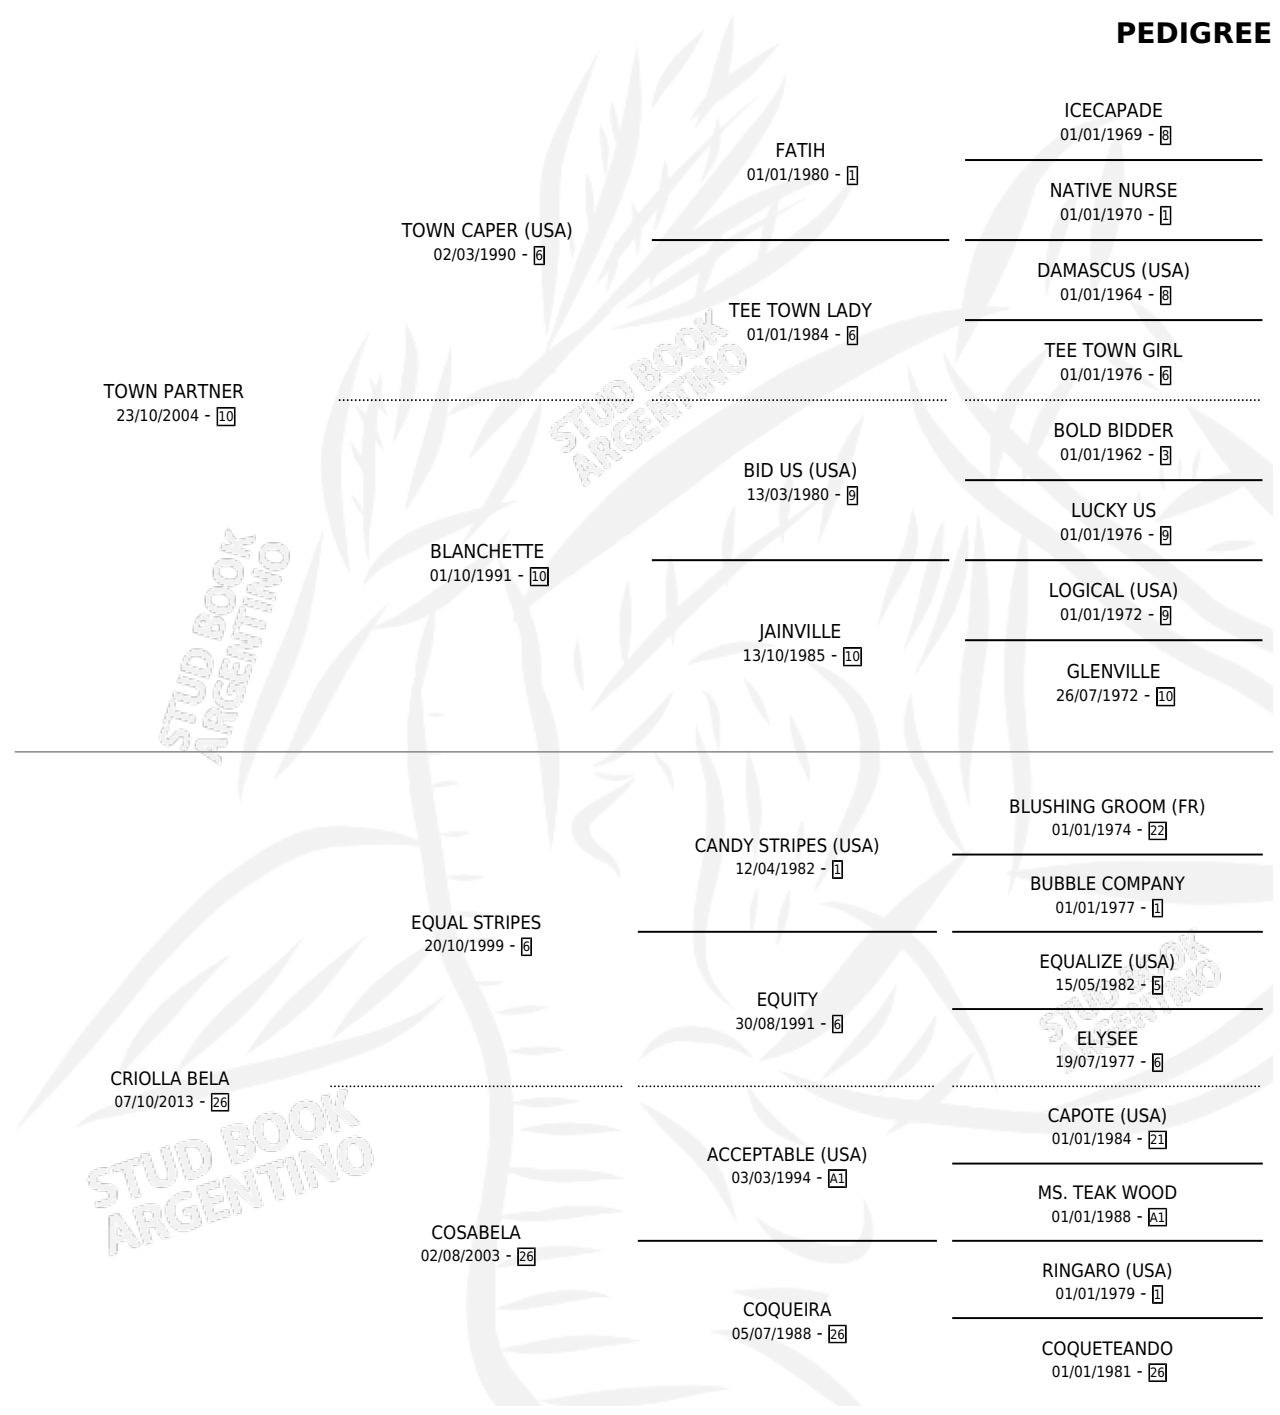 PEDIGREE
ICECAPADE
01/01/1969 - 8
FATIH
01/01/1980 - 1
NATIVE NURSE
01/01/1970 - 1
TOWN CAPER (USA)
02/03/1990 - 6
DAMASCUS (USA)
01/01/1964 - 8
TEE TOWN LADY
01/01/1984 - 6
TEE TOWN GIRL
01/01/1976 - 6
TOWN PARTNER
23/10/2004 - 10
STUD BOOK
ARGENTINO
BOLD BIDDER
01/01/1962 - 3
BID US (USA)
13/03/1980 - 9
LUCKY US
01/01/1976 - 9
BLANCHETTE
01/10/1991 - 10
LOGICAL (USA)
01/01/1972 - 9
JAINVILLE
13/10/1985 - 10
GLENVILLE
26/07/1972 - 10
STUD BOOK
ARGENTINO
BLUSHING GROOM (FR)
01/01/1974 - 22
CANDY STRIPES (USA)
12/04/1982 - 1
BUBBLE COMPANY
01/01/1977 - 1
EQUAL STRIPES
20/10/1999 - 6
EQUALIZE (USA)
15/05/1982 - 5
EQUITY
30/08/1991 - 6
STUD BOOK
ARGENTINO
ELYSEE
19/07/1977 - 6
CRIOLLA BELA
07/10/2013 - 26
CAPOTE (USA)
01/01/1984 - 21
ACCEPTABLE (USA)
03/03/1994 - A1
MS. TEAK WOOD
01/01/1988 - A1
STUD BOOK
ARGENTINO
COSABELA
02/08/2003 - 26
RINGARO (USA)
01/01/1979 - 1
COQUEIRA
05/07/1988 - 26
COQUETEANDO
01/01/1981 - 26